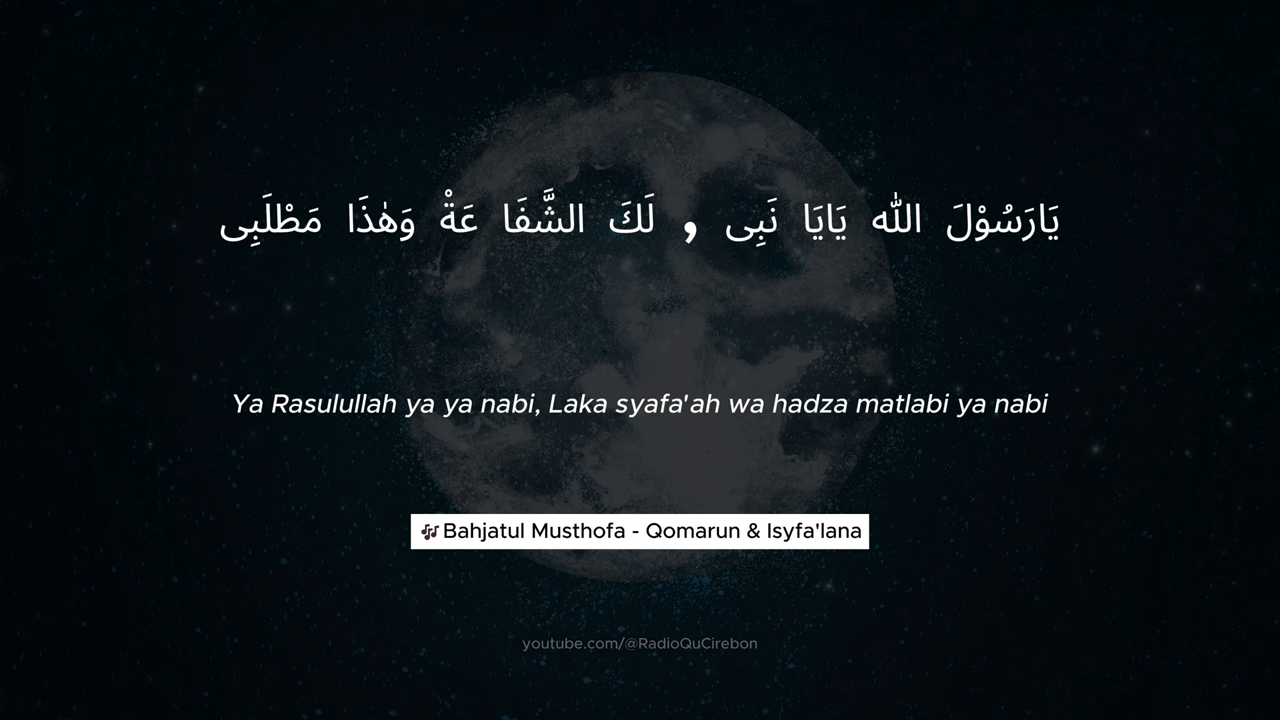 يَارَسُوْلَ اللّٰه يَايَا نَبِى , لَكَ الشَّفَا عَةْ وَهٰذَا مَطْلَبِى
Ya Rasulullah ya ya nabi, Laka syafa'ah wa hadza matlabi ya nabi
🎶Bahjatul Musthofa - Qomarun & Isyfa'lana
youtube.com/@RadioQuCirebon